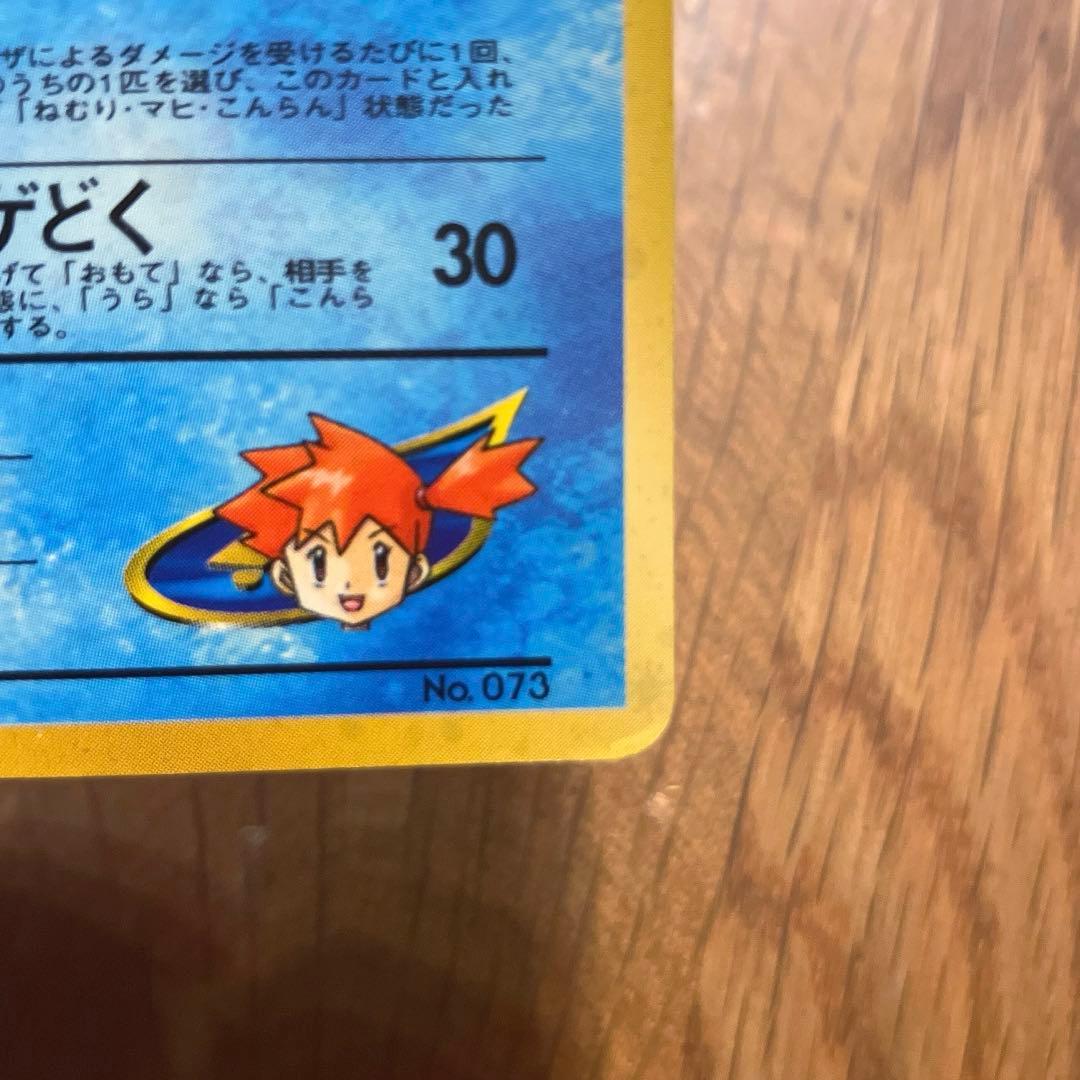 ザによるダメージを受けるたびに1回、
うちの1匹を選び、このカードと入れ
「ねむり・マヒ・こんらん」状態だった
ゲどく
30
げて「おもて」なら、相手を
態に、「うら」なら「こんら
する。
No. 073